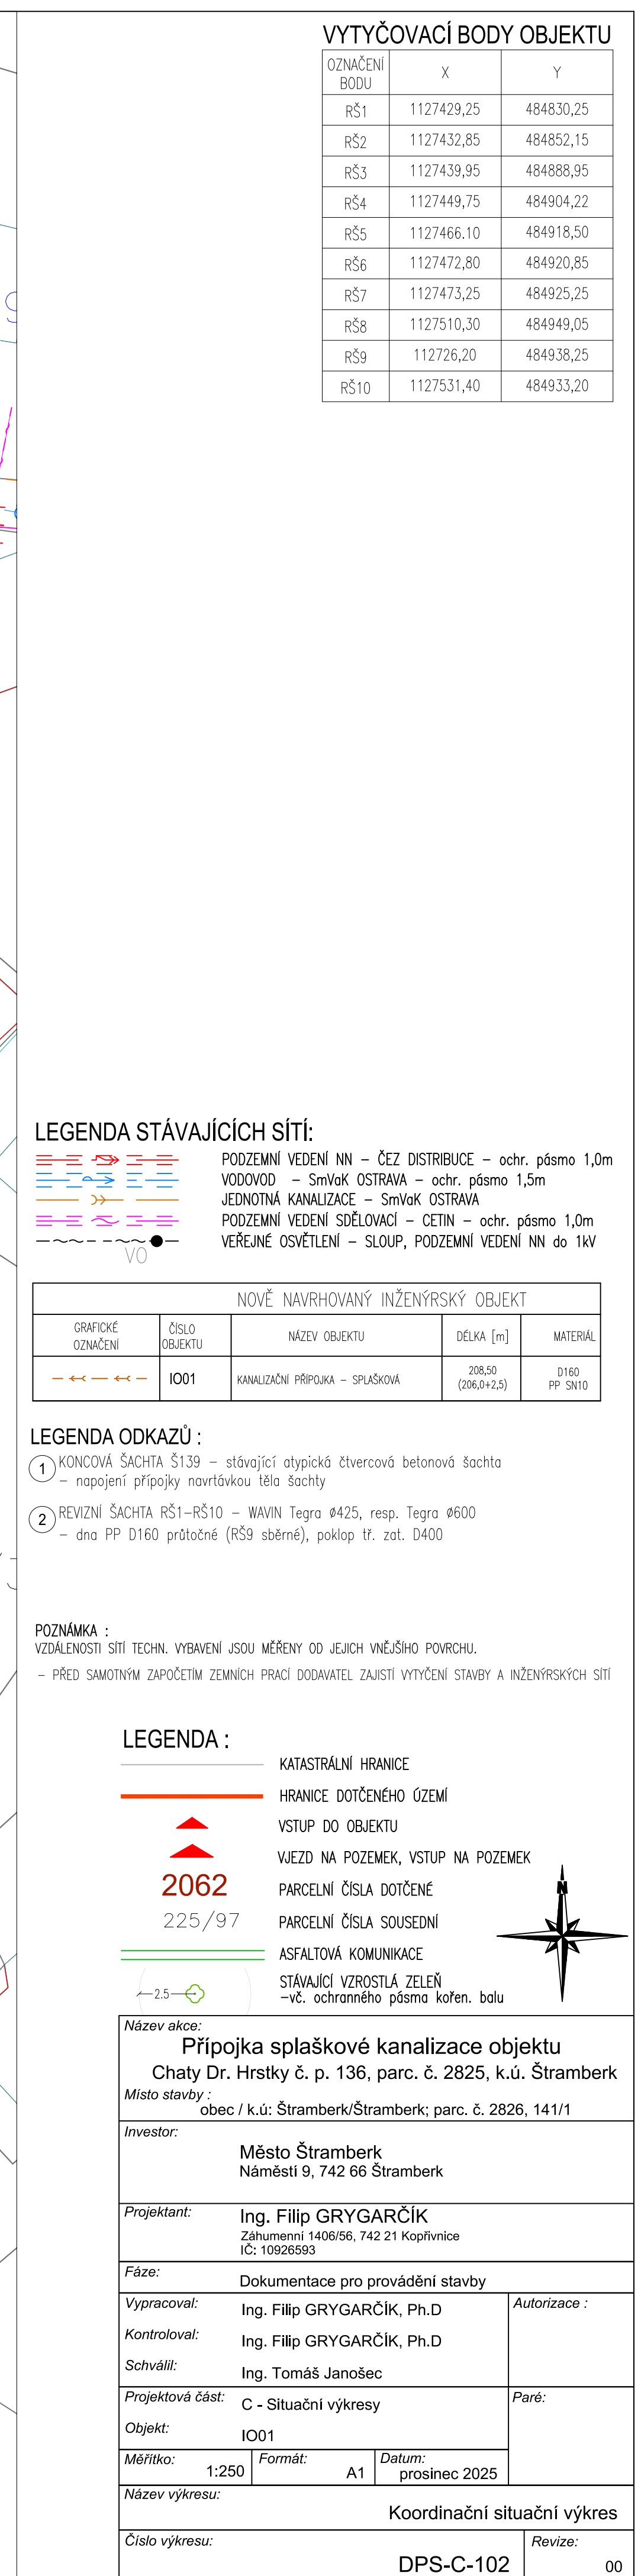 VYTYČOVACÍ BODY OBJEKTU
OZNAČENÍ BODU X Y
RŠ1 1127429,25 484830,25
RŠ2 1127432,85 484852,15
RŠ3 1127439,95 484888,95
RŠ4 1127449,75 484904,22
RŠ5 1127466.10 484918,50
RŠ6 1127472,80 484920,85
RŠ7 1127473,25 484925,25
RŠ8 1127510,30 484949,05
RŠ9 112726,20 484938,25
RŠ10 1127531,40 484933,20
LEGENDA STÁVAJÍCÍCH SÍTÍ:
PODZEMNÍ VEDENÍ NN – ČEZ DISTRIBUCE – ochr. pásmo 1,0m
VODOVOD – SmVaK OSTRAVA – ochr. pásmo 1,5m
JEDNOTNÁ KANALIZACE – SmVaK OSTRAVA
PODZEMNÍ VEDENÍ SDĚLOVACÍ – CETIN – ochr. pásmo 1,0m
VEŘEJNÉ OSVĚTLENÍ – SLOUP, PODZEMNÍ VEDENÍ NN do 1kV
VO
NOVĚ NAVRHOVANÝ INŽENÝRSKÝ OBJEKT
GRAFICKÉ OZNAČENÍ ČÍSLO OBJEKTU NÁZEV OBJEKTU DÉLKA [m] MATERIÁL
IO01 KANALIZAČNÍ PŘÍPOJKA – SPLAŠKOVÁ 208,50 (206,0+2,5) D160 PP SN10
LEGENDA ODKAZŮ :
1 KONCOVÁ ŠACHTA Š139 – stávající atypická čtvercová betonová šachta
– napojení přípojky navrtávkou těla šachty
2 REVIZNÍ ŠACHTA RŠ1–RŠ10 – WAVIN Tegra ø425, resp. Tegra ø600
– dna PP D160 průtočné (RŠ9 sběrné), poklop tř. zat. D400
POZNÁMKA :
VZDÁLENOSTI SÍTÍ TECHN. VYBAVENÍ JSOU MĚŘENY OD JEJICH VNĚJŠÍHO POVRCHU.
– PŘED SAMOTNÝM ZAPOČETÍM ZEMNÍCH PRACÍ DODAVATEL ZAJISTÍ VYTYČENÍ STAVBY A INŽENÝRSKÝCH SÍTÍ
LEGENDA :
KATASTRÁLNÍ HRANICE
HRANICE DOTČENÉHO ÚZEMÍ
VSTUP DO OBJEKTU
VJEZD NA POZEMEK, VSTUP NA POZEMEK
2062 PARCELNÍ ČÍSLA DOTČENÉ
225/97 PARCELNÍ ČÍSLA SOUSEDNÍ
ASFALTOVÁ KOMUNIKACE
2.5 STÁVAJÍCÍ VZROSTLÁ ZELEŇ
–vč. ochranného pásma kořen. balu
N
Název akce:
Přípojka splaškové kanalizace objektu
Chaty Dr. Hrstky č. p. 136, parc. č. 2825, k.ú. Štramberk
Místo stavby :
obec / k.ú: Štramberk/Štramberk; parc. č. 2826, 141/1
Investor:
Město Štramberk
Náměstí 9, 742 66 Štramberk
Projektant: Ing. Filip GRYGARČÍK
Záhumenní 1406/56, 742 21 Kopřivnice
IČ: 10926593
Fáze: Dokumentace pro provádění stavby
Vypracoval: Ing. Filip GRYGARČÍK, Ph.D Autorizace :
Kontroloval: Ing. Filip GRYGARČÍK, Ph.D
Schválil: Ing. Tomáš Janošec
Projektová část: C - Situační výkresy Paré:
Objekt: IO01
Měřítko: 1:250 Formát: A1 Datum: prosinec 2025
Název výkresu:
Koordinační situační výkres
Číslo výkresu: Revize:
DPS-C-102 00